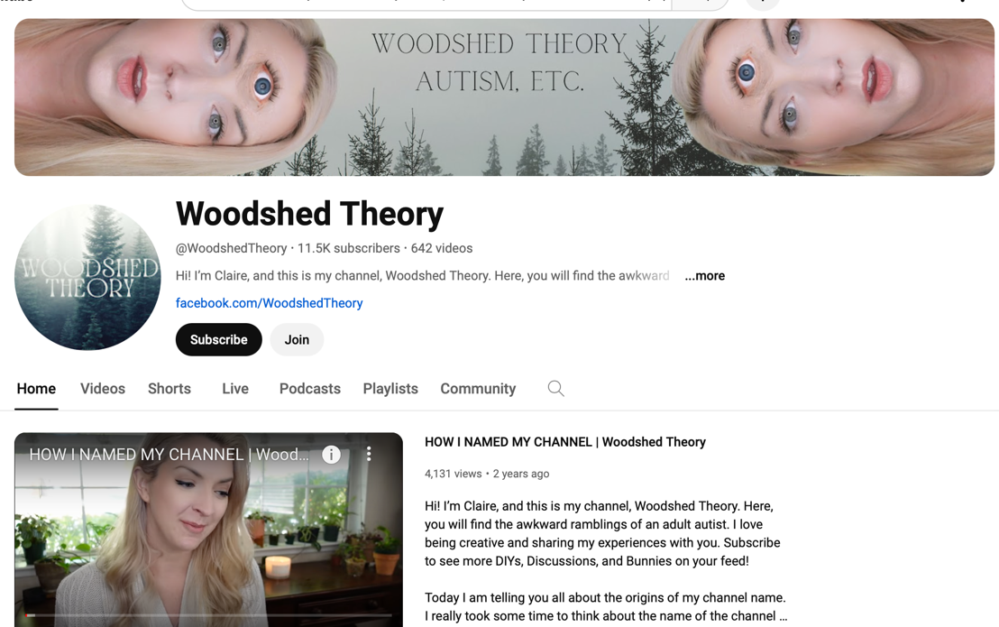 WOODSHED THEORY
AUTISM, ETC.
WOODSHED
THEORY
Woodshed Theory
@WoodshedTheory · 11.5K subscribers · 642 videos
Hi! I'm Claire, and this is my channel, Woodshed Theory. Here, you will find the awkward ...more
facebook.com/WoodshedTheory
Subscribe Join
Home Videos Shorts Live Podcasts Playlists Community
HOW I NAMED MY CHANNEL | Wood...
HOW I NAMED MY CHANNEL | Woodshed Theory
4,131 views • 2 years ago
Hi! I'm Claire, and this is my channel, Woodshed Theory. Here,
you will find the awkward ramblings of an adult autist. I love
being creative and sharing my experiences with you. Subscribe
to see more DIYs, Discussions, and Bunnies on your feed!
Today I am telling you all about the origins of my channel name.
I really took some time to think about the name of the channel ...